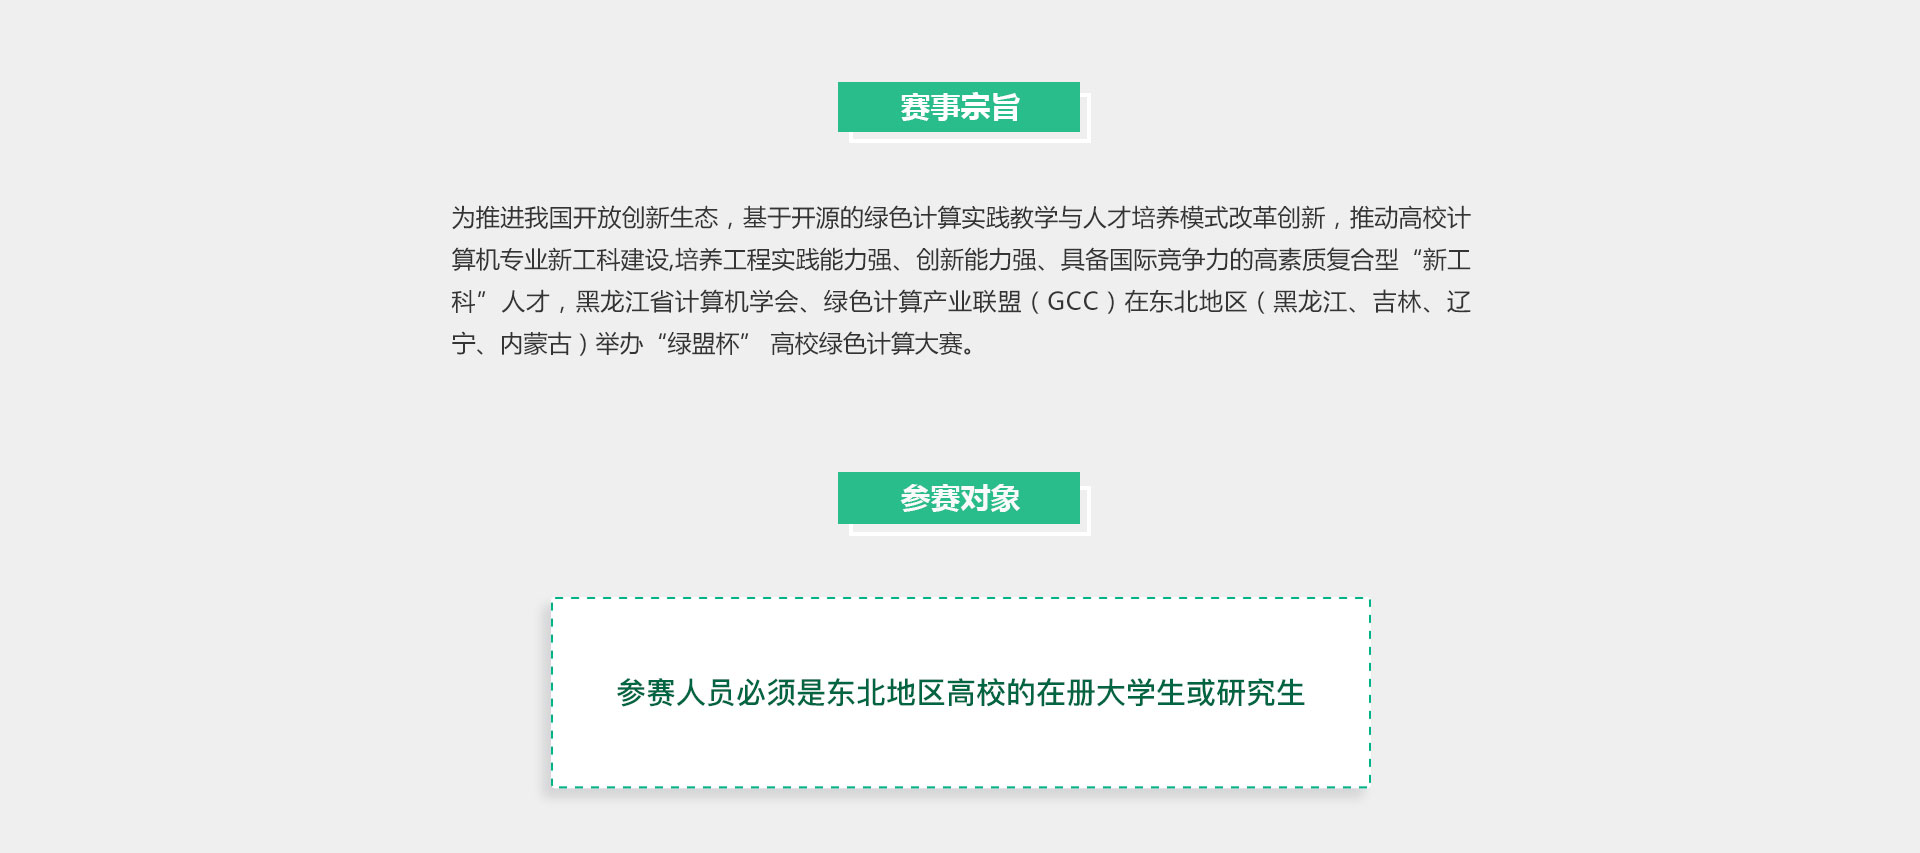 赛事宗旨
为推进我国开放创新生态，基于开源的绿色计算实践教学与人才培养模式改革创新，推动高校计
算机专业新工科建设,培养工程实践能力强、创新能力强、具备国际竞争力的高素质复合型“新工
科”人才，黑龙江省计算机学会、绿色计算产业联盟（GCC）在东北地区（黑龙江、吉林、辽
宁、内蒙古）举办“绿盟杯” 高校绿色计算大赛。
参赛对象
参赛人员必须是东北地区高校的在册大学生或研究生